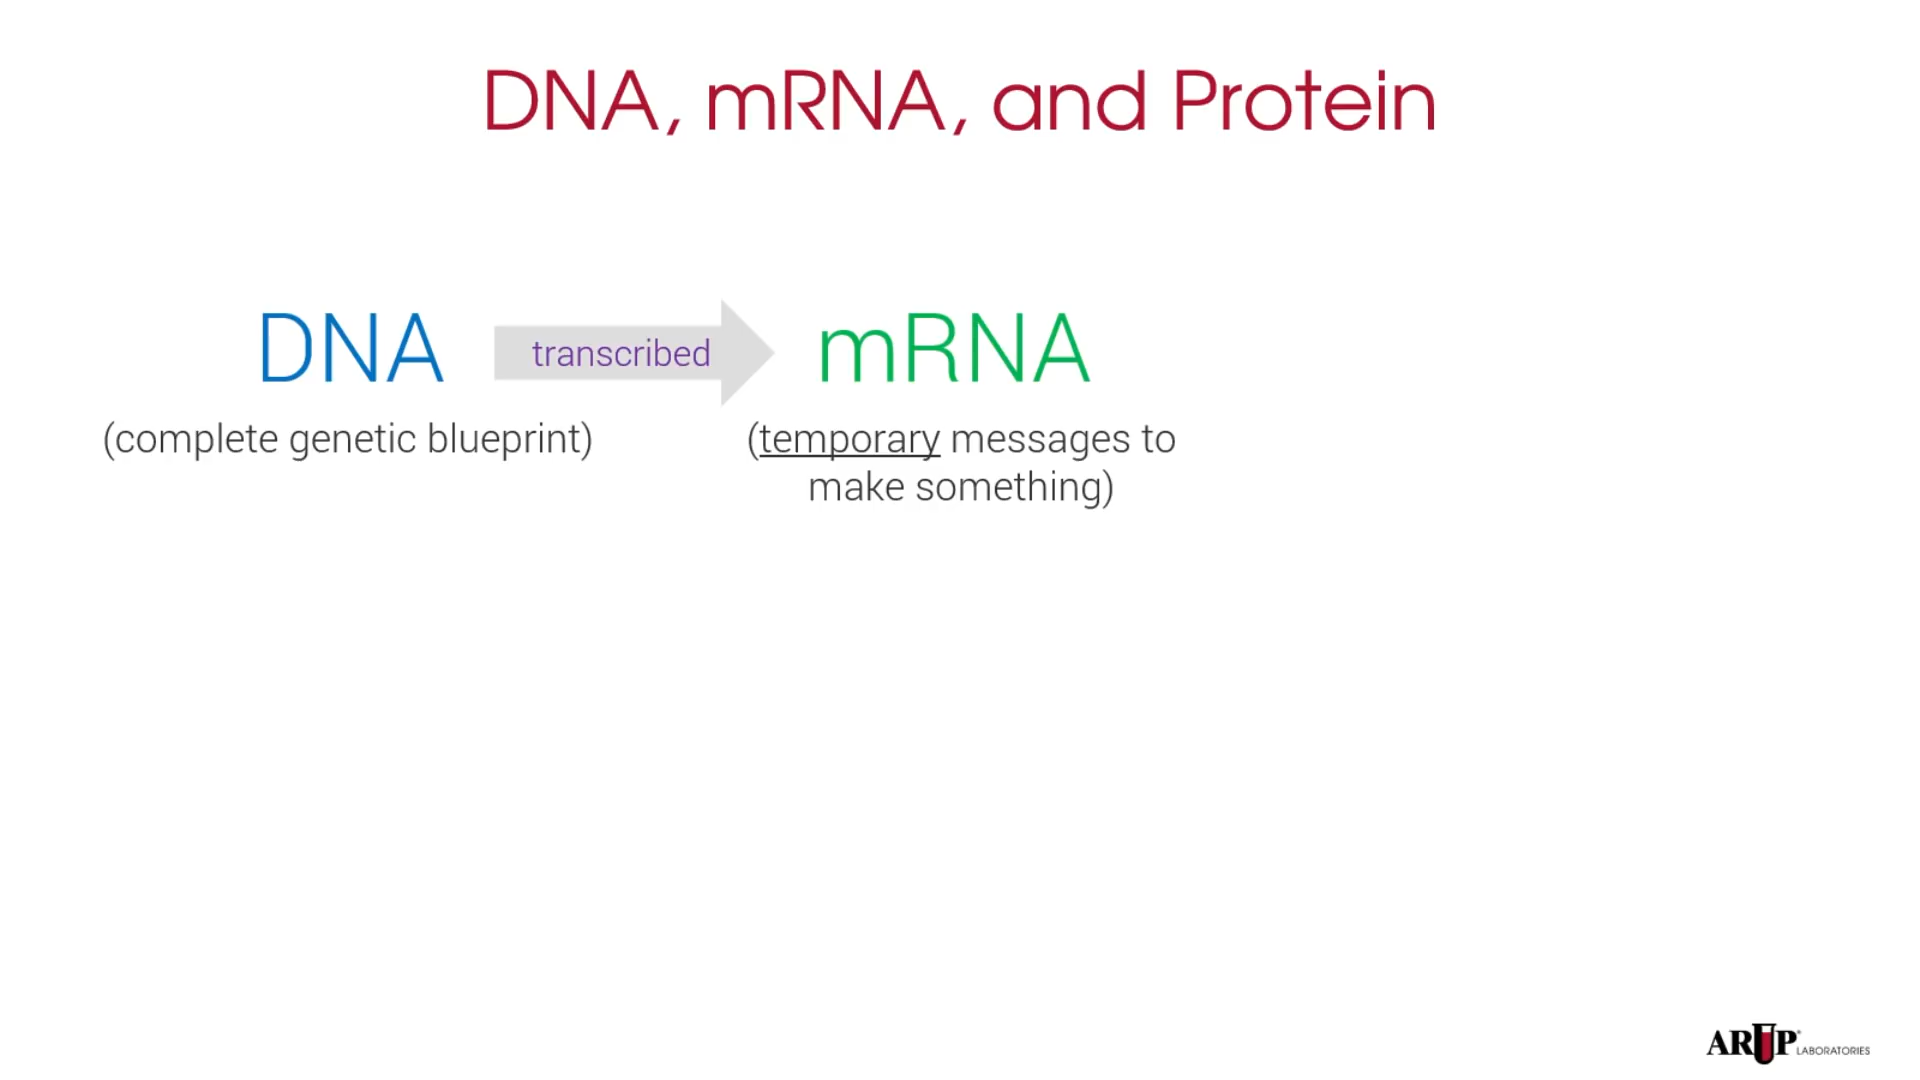 DNA, mRNA, and Protein
DNA
transcribed
mRNA
(complete genetic blueprint)
(temporary messages to
make something)
ARUP® LABORATORIES